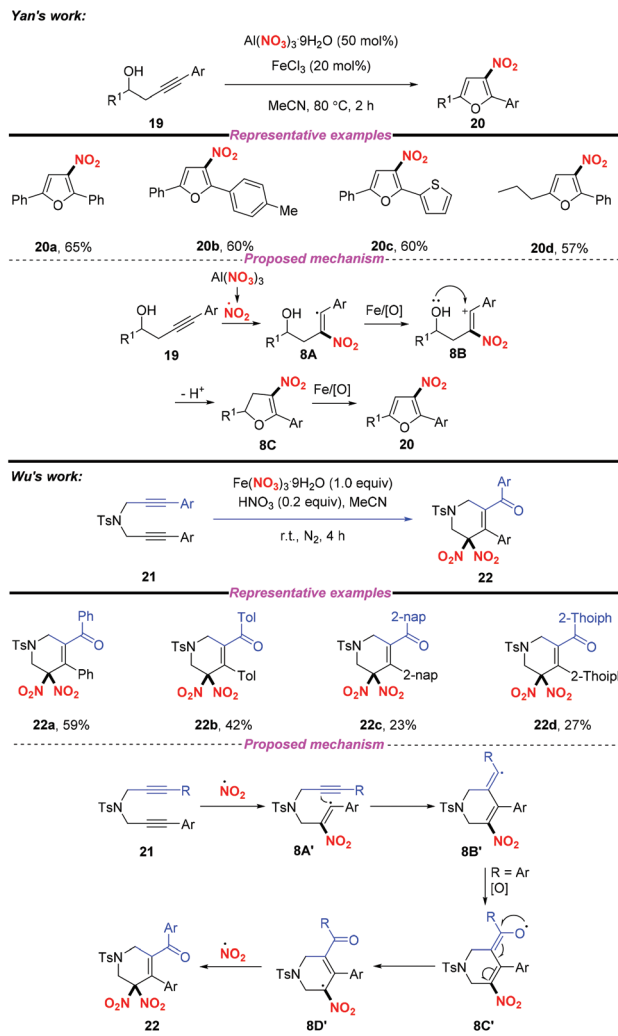 Yan's work:
Al(NO3)3·9H2O (50 mol%)
FeCl3 (20 mol%)
MeCN, 80 °C, 2 h
OH
Ar
R1
19
NO2
R1
O
Ar
20
Representative examples
NO2
Ph
O
Ph
20a, 65%
NO2
Ph
O
Me
20b, 60%
NO2
S
Ph
O
20c, 60%
NO2
O
Ph
20d, 57%
Proposed mechanism
Al(NO3)3
NO2
OH
Ar
R1
19
OH
Ar
R1
NO2
8A
Fe/[O]
OH
Ar
+
R1
NO2
8B
- H+
NO2
R1
O
Ar
8C
Fe/[O]
NO2
R1
O
Ar
20
Wu's work:
Fe(NO3)3·9H2O (1.0 equiv)
HNO3 (0.2 equiv), MeCN
r.t., N2, 4 h
Ar
TsN
Ar
21
Ar
O
TsN
Ar
NO2 NO2
22
Representative examples
Ph
O
TsN
Ph
NO2 NO2
22a, 59%
Tol
O
TsN
Tol
NO2 NO2
22b, 42%
2-nap
O
TsN
2-nap
NO2 NO2
22c, 23%
2-Thoiph
O
TsN
2-Thoiph
NO2 NO2
22d, 27%
Proposed mechanism
R
TsN
Ar
21
NO2
R
TsN
Ar
NO2
8A'
R
TsN
Ar
NO2
8B'
R = Ar
[O]
R
O
TsN
Ar
NO2
8C'
R
O
TsN
Ar
NO2
8D'
NO2
Ar
O
TsN
Ar
NO2 NO2
22